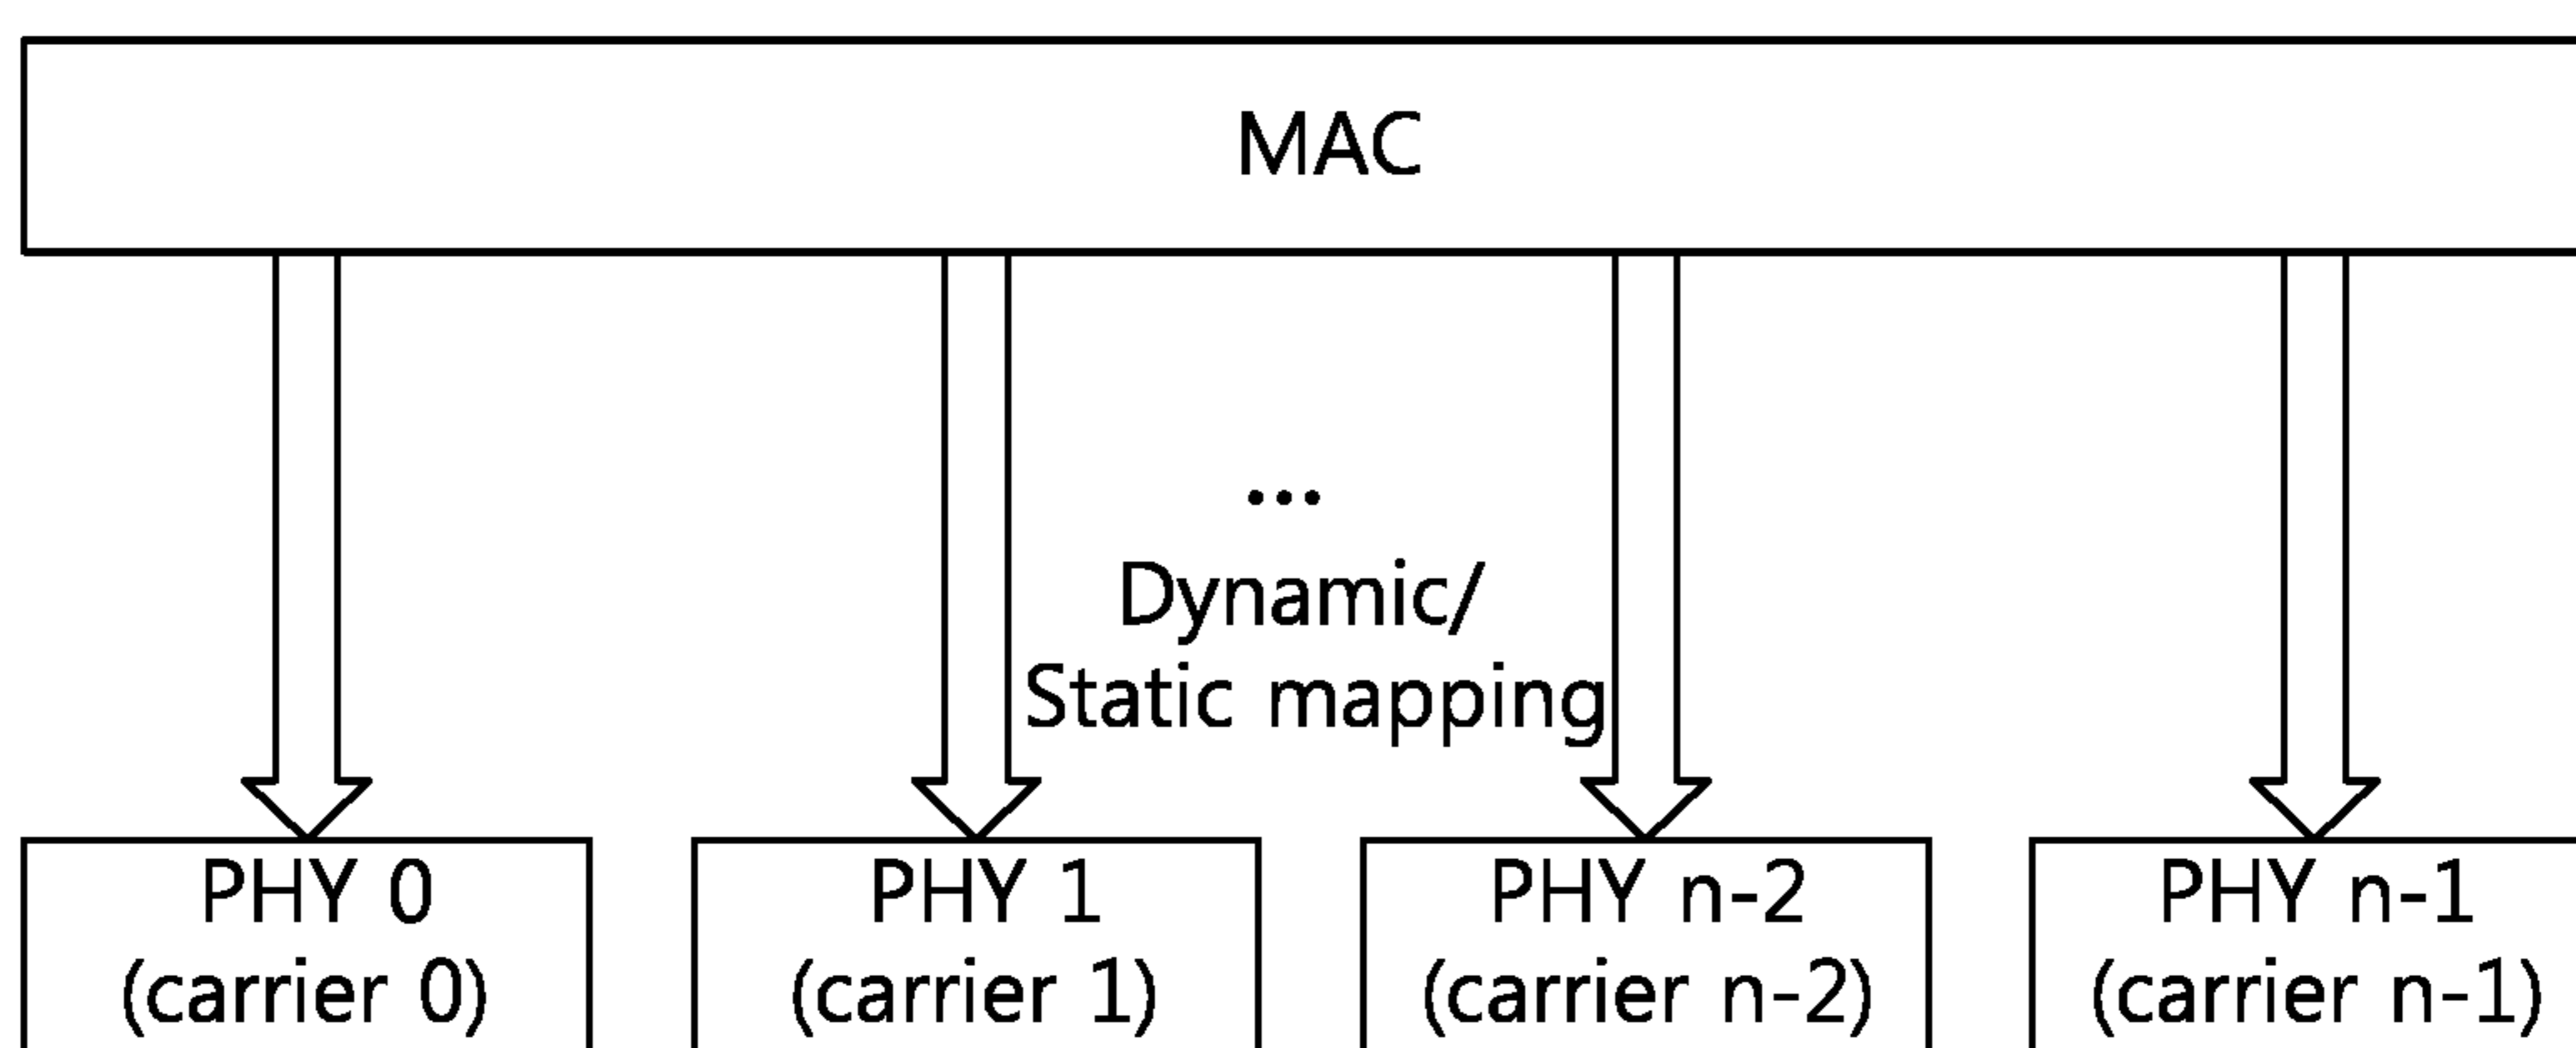 MAC
...
Dynamic/
Static mapping
PHY 0
(carrier 0)
PHY 1
(carrier 1)
PHY n-2
(carrier n-2)
PHY n-1
(carrier n-1)